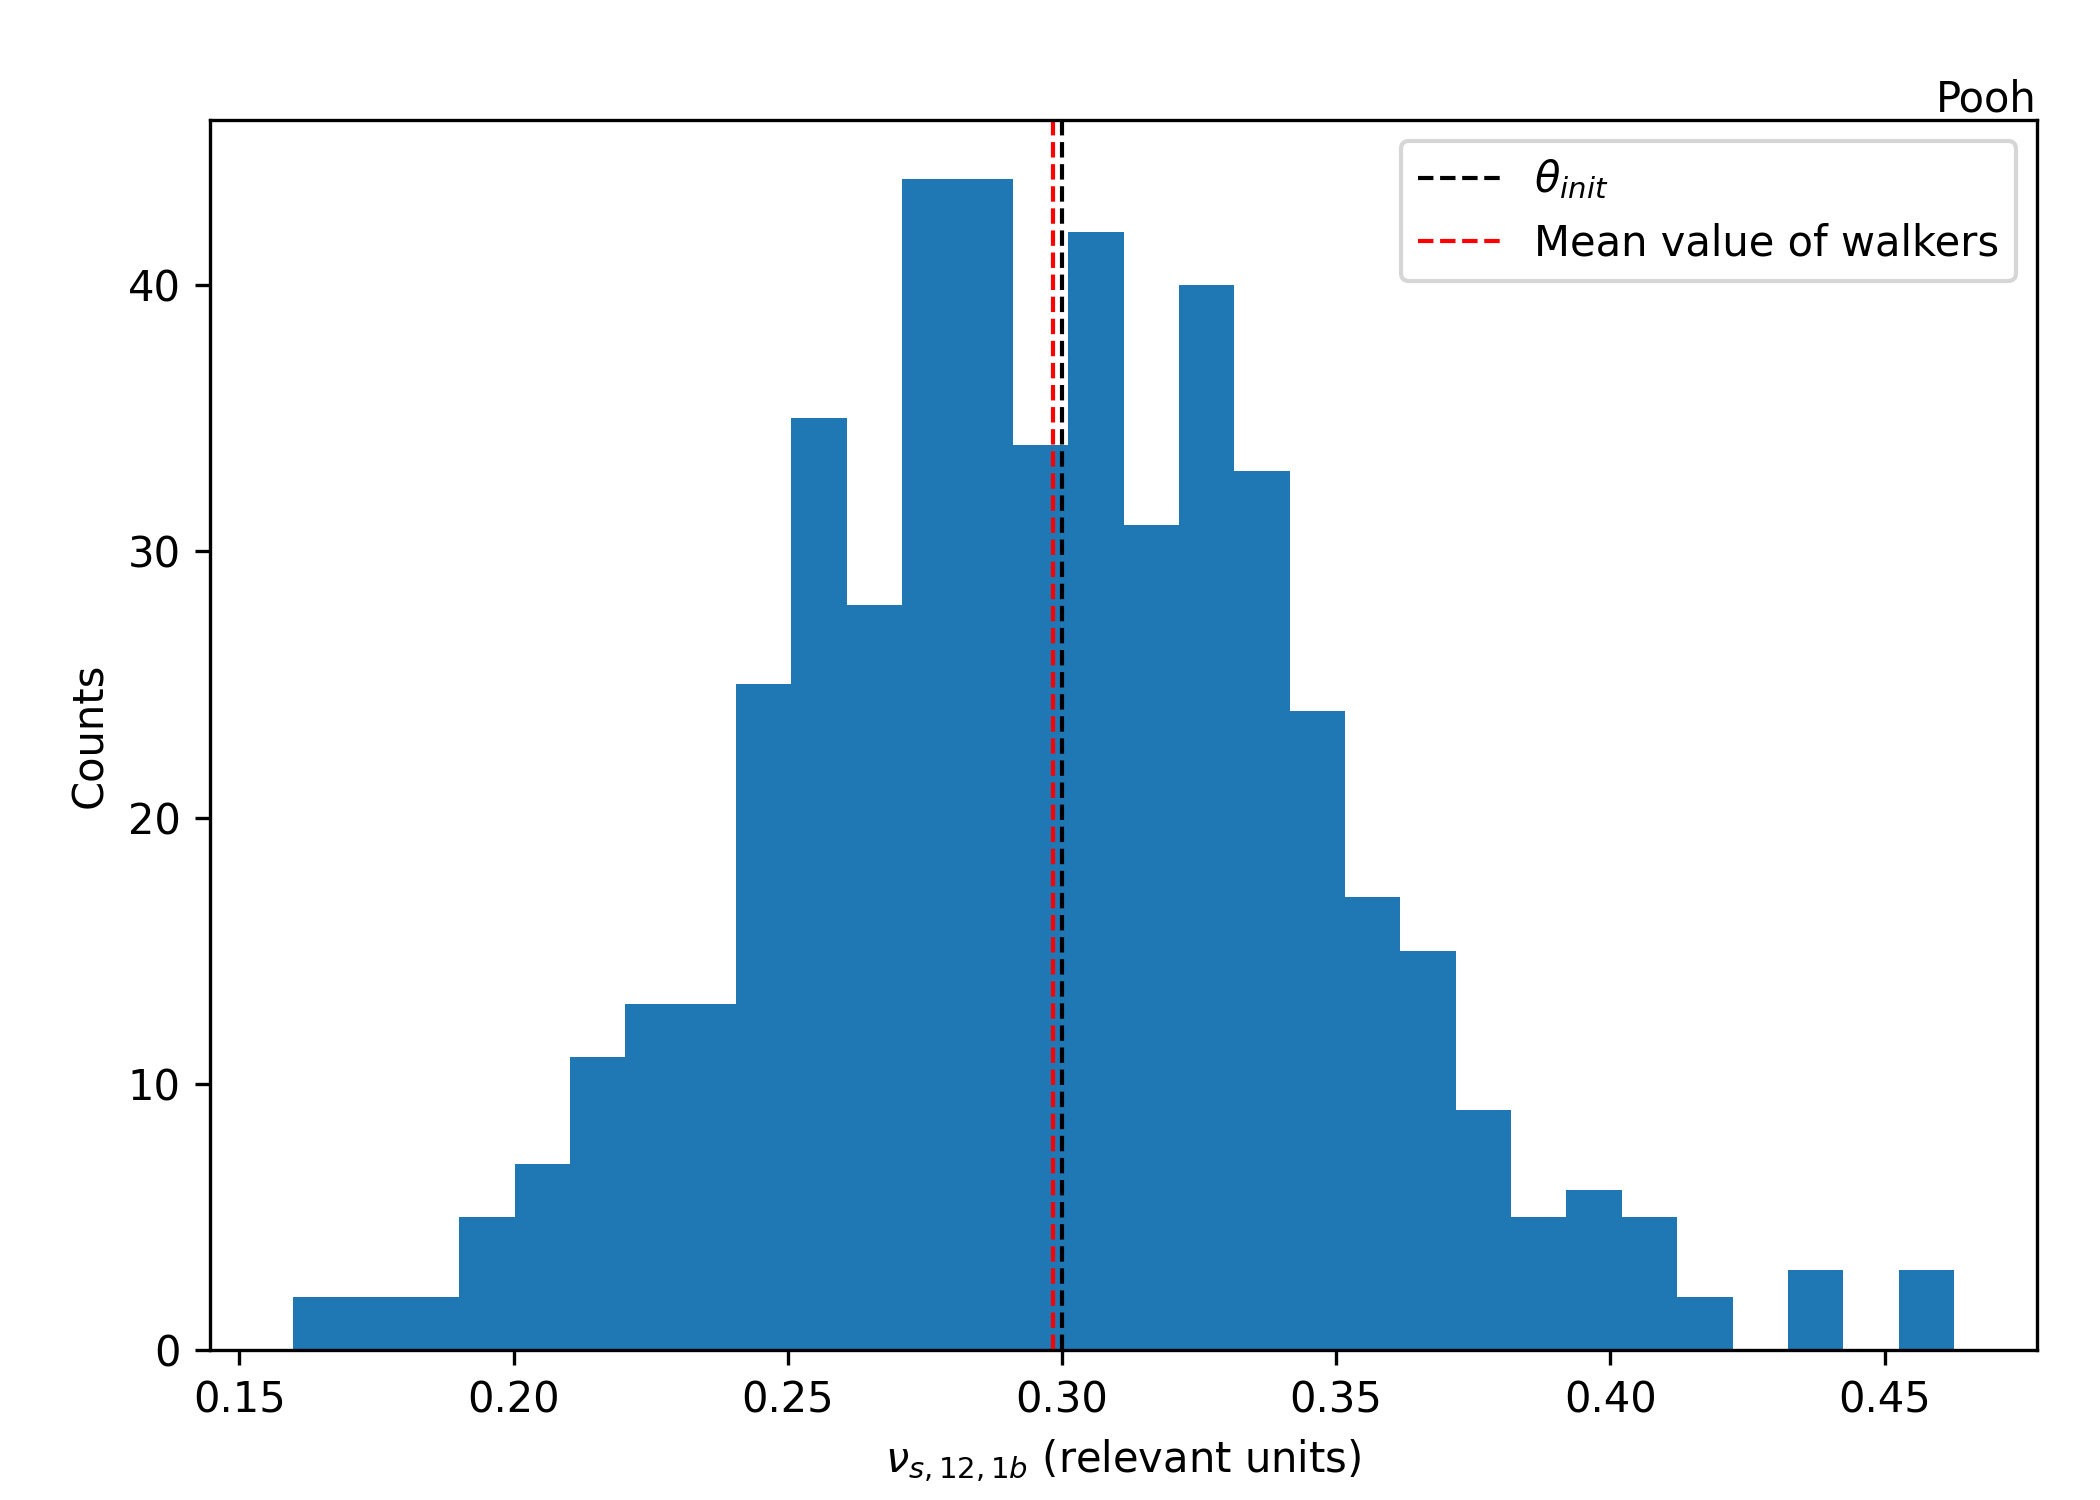 Pooh
θinit
Mean value of walkers
Counts
40
30
20
10
0
0.15 0.20 0.25 0.30 0.35 0.40 0.45
νs,12,1b (relevant units)